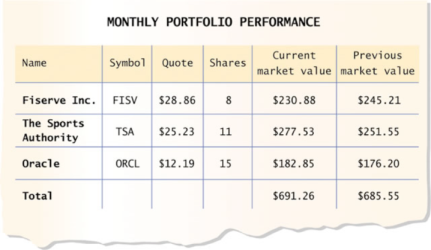 MONTHLY PORTFOLIO PERFORMANCE
Name Symbol Quote Shares Current market value Previous market value
Fiserve Inc. FISV $28.86 8 $230.88 $245.21
The Sports Authority TSA $25.23 11 $277.53 $251.55
Oracle ORCL $12.19 15 $182.85 $176.20
Total $691.26 $685.55